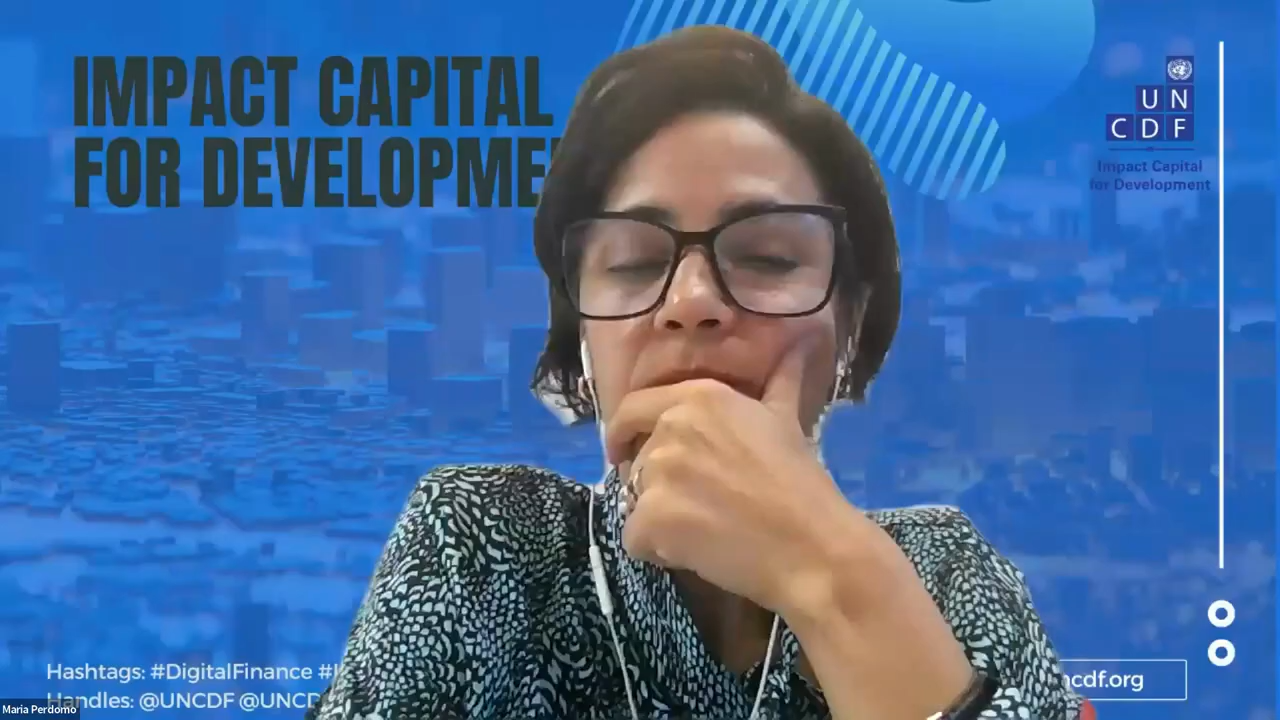 IMPACT CAPITAL
FOR DEVELOPME
UN
CDF
Impact Capital
for Development
Hashtags: #DigitalFinance #
Handles: @UNCDF @UNCD
ncdf.org
Maria Perdomo